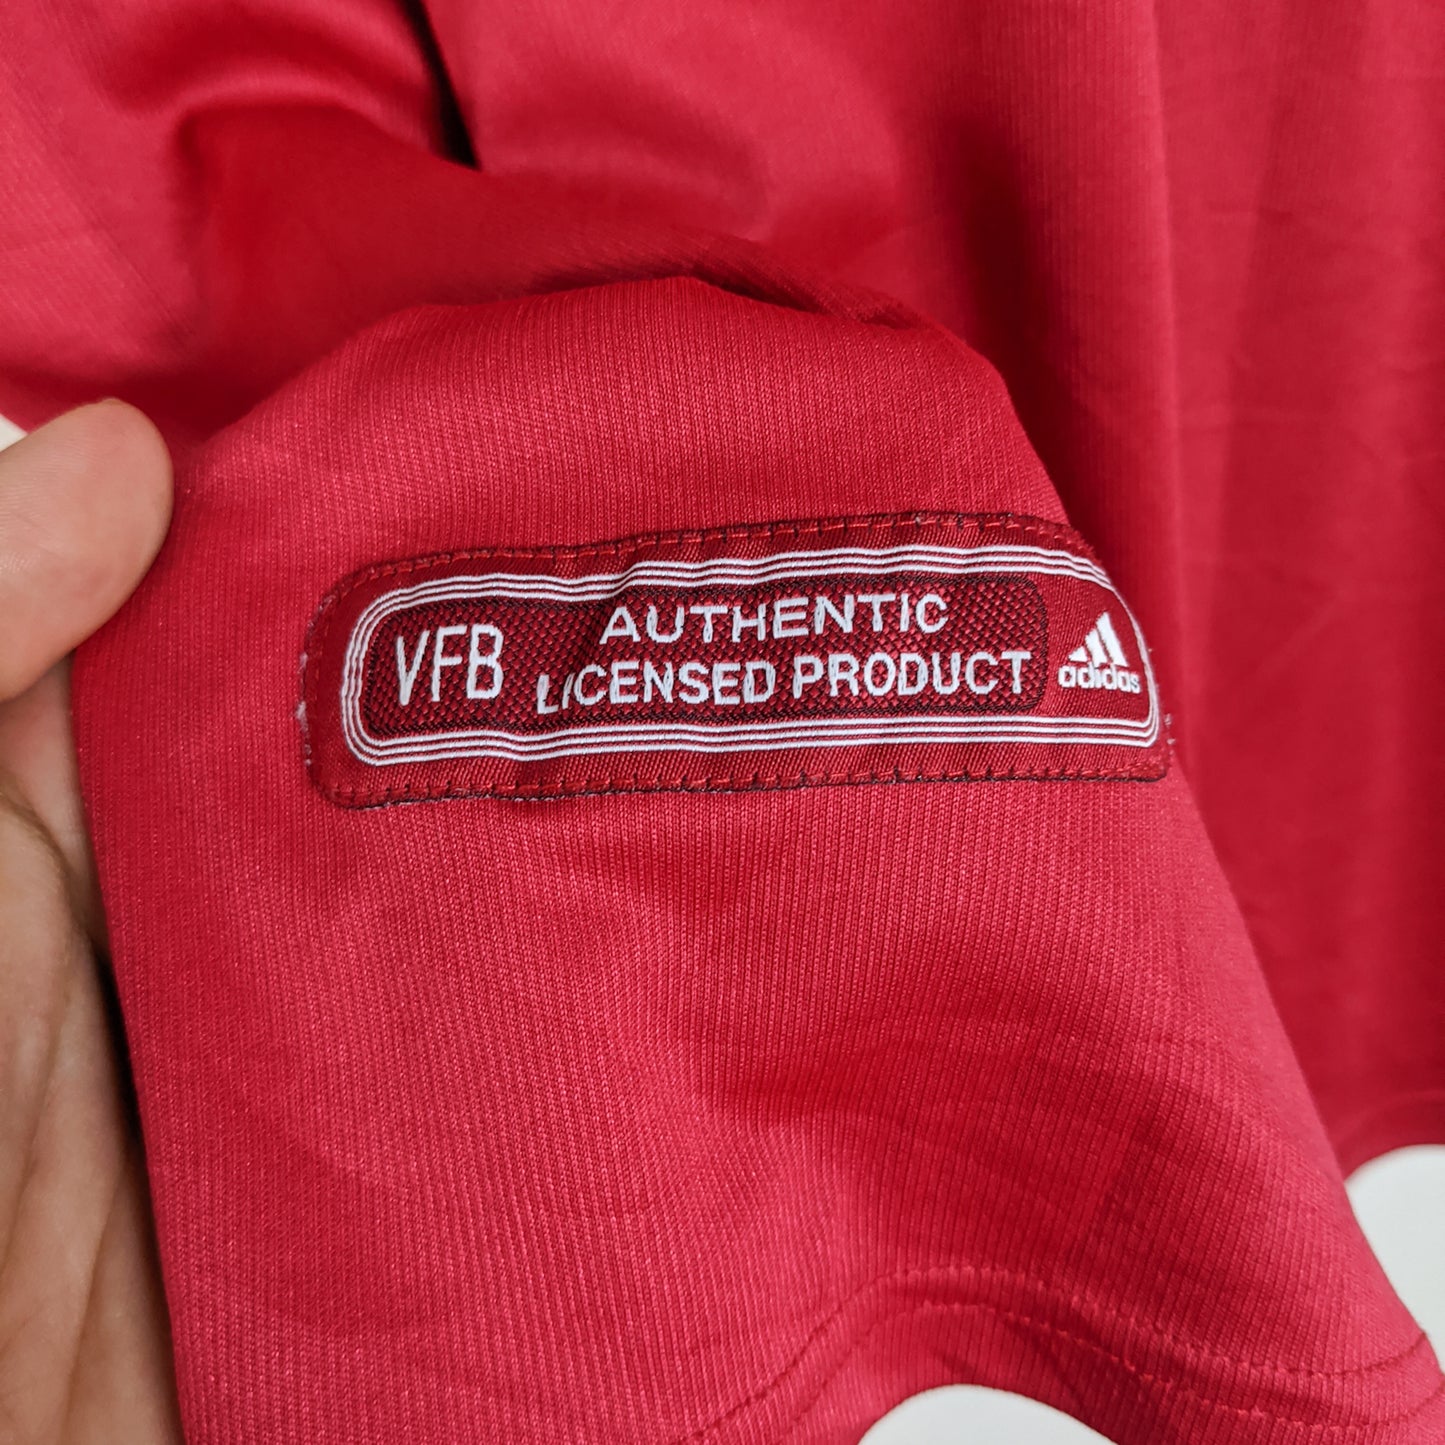 VFB
AUTHENTIC
LICENSED PRODUCT
adidas